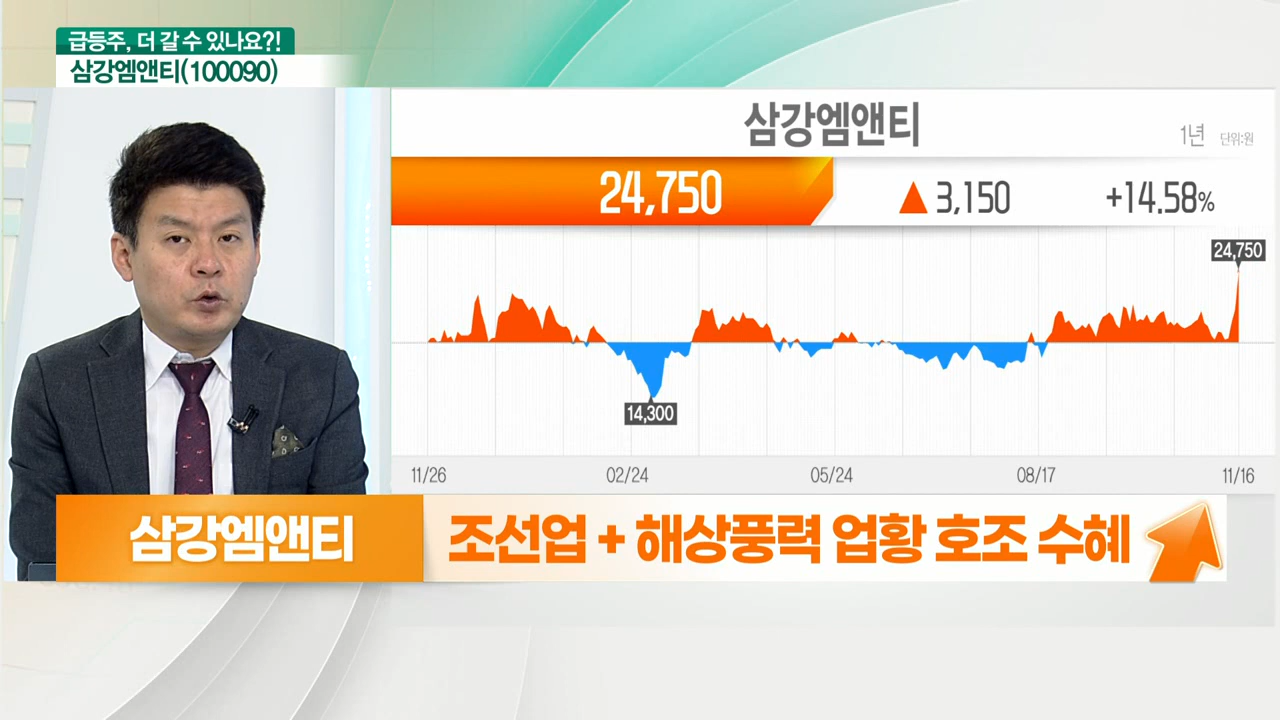 급등주, 더 갈 수 있나요?!
삼강엠앤티(100090)
삼강엠앤티
1년 단위:원
24,750 ▲ 3,150 +14.58%
24,750
14,300
11/26 02/24 05/24 08/17 11/16
삼강엠앤티 조선업 + 해상풍력 업황 호조 수혜